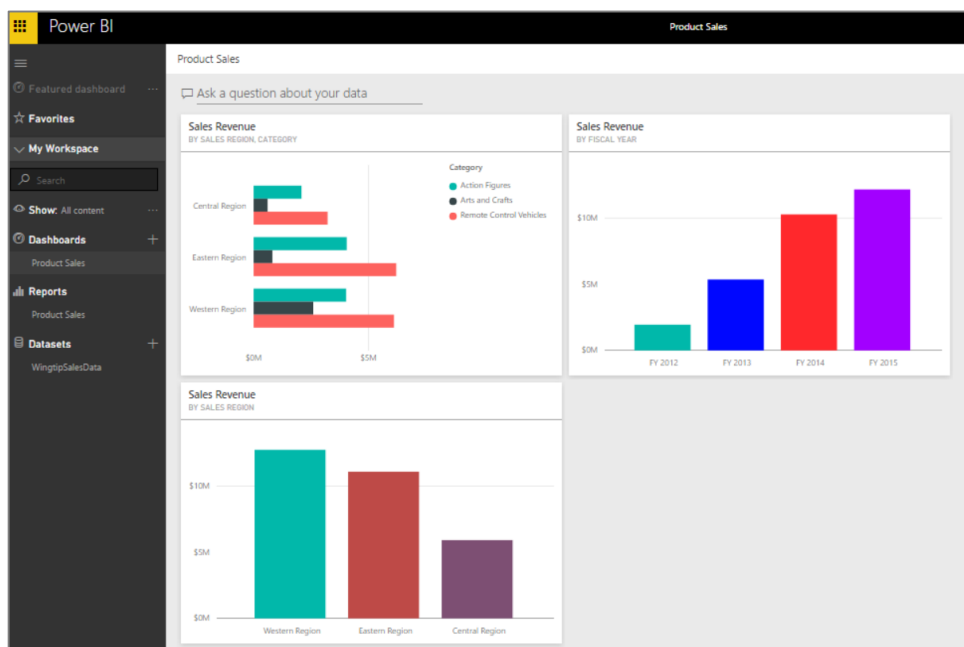 Power BI
Product Sales
Featured dashboard ...
Favorites
My Workspace
Search
Show: All content ...
Dashboards +
Product Sales
Reports
Product Sales
Datasets +
WingtipSalesData
Product Sales
Ask a question about your data
Sales Revenue
BY SALES REGION, CATEGORY
Category
Action Figures
Arts and Crafts
Remote Control Vehicles
Central Region
Eastern Region
Western Region
$0M $5M
Sales Revenue
BY FISCAL YEAR
$10M
$5M
$0M
FY 2012 FY 2013 FY 2014 FY 2015
Sales Revenue
BY SALES REGION
$10M
$5M
$0M
Western Region Eastern Region Central Region